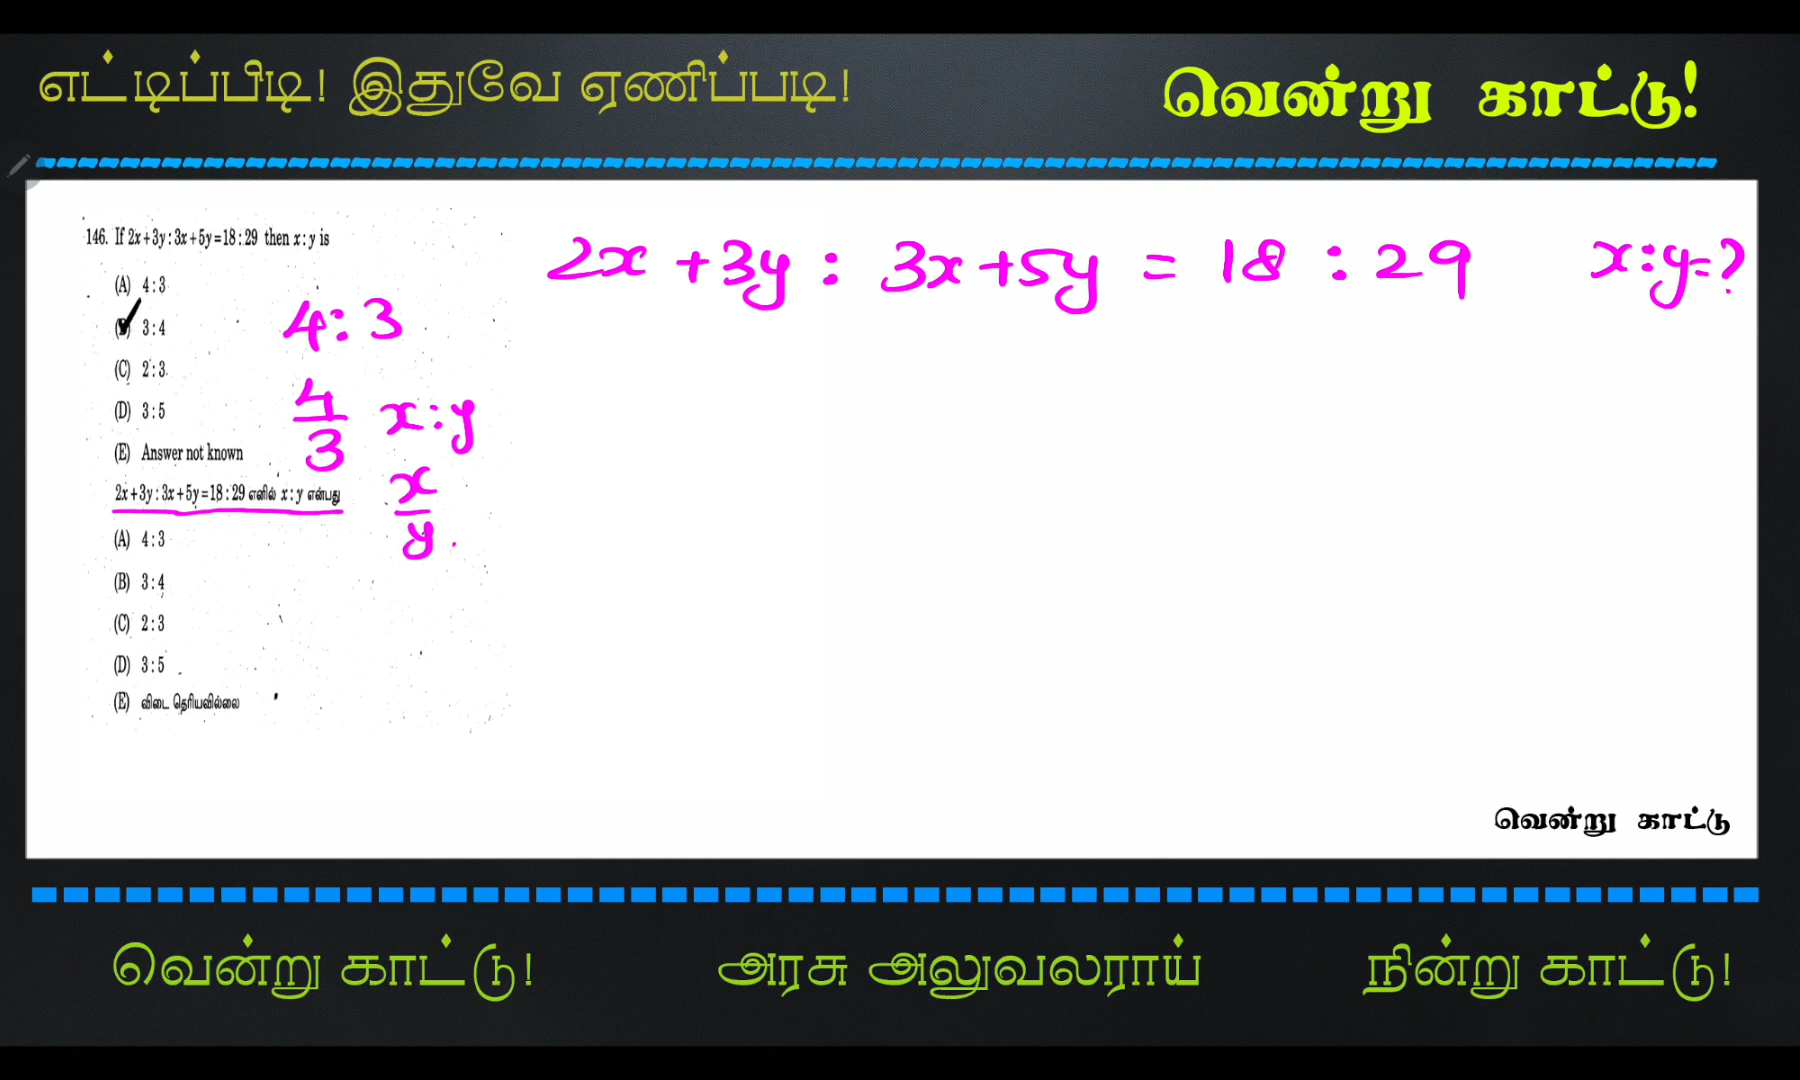 எட்டிப்பிடி! இதுவே ஏணிப்படி!
வென்று காட்டு!
146. If 2x+3y : 3x+5y=18 : 29 then x : y is
(A) 4 : 3
(B) 3 : 4
(C) 2 : 3
(D) 3 : 5
(E) Answer not known
2x+3y : 3x+5y=18 : 29 எனில் x : y என்பது
(A) 4 : 3
(B) 3 : 4
(C) 2 : 3
(D) 3 : 5
(E) விடை தெரியவில்லை
4 : 3
4/3 x : y
x/y
2x + 3y : 3x + 5y = 18 : 29 x : y = ?
வென்று காட்டு
வென்று காட்டு! அரசு அலுவலராய் நின்று காட்டு!